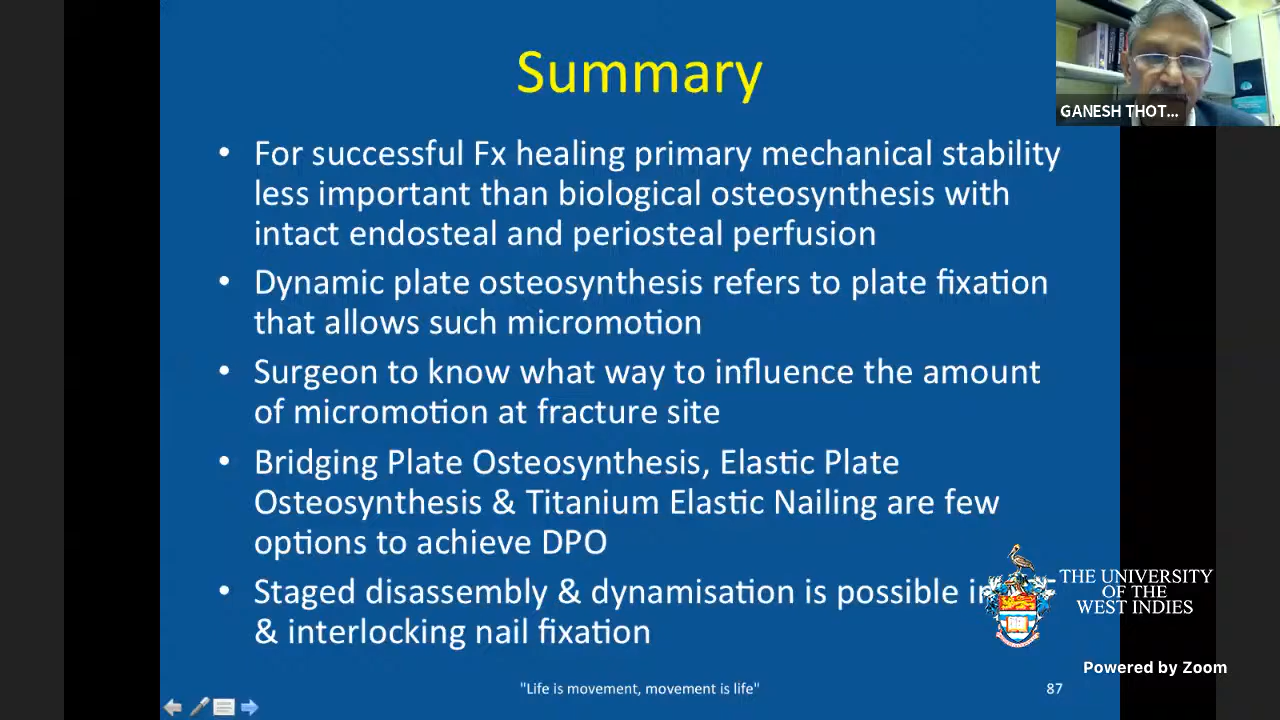 Summary
GANESH THOT...
• For successful Fx healing primary mechanical stability
less important than biological osteosynthesis with
intact endosteal and periosteal perfusion
• Dynamic plate osteosynthesis refers to plate fixation
that allows such micromotion
• Surgeon to know what way to influence the amount
of micromotion at fracture site
• Bridging Plate Osteosynthesis, Elastic Plate
Osteosynthesis & Titanium Elastic Nailing are few
options to achieve DPO
• Staged disassembly & dynamisation is possible
& interlocking nail fixation
THE UNIVERSITY
OF THE
WEST INDIES
Powered by Zoom
"Life is movement, movement is life"
87